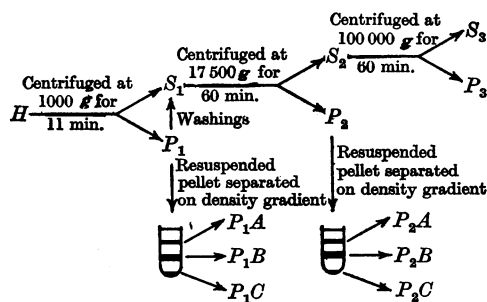 Centrifuged at
100 000 g for
60 min.
S₃
P₃
Centrifuged at
17 500 g for
60 min.
S₂
P₂
Centrifuged at
1000 g for
11 min.
H
S₁
Washings
P₁
Resuspended
pellet separated
on density gradient
Resuspended
pellet separated
on density gradient
P₁A
P₁B
P₁C
P₂A
P₂B
P₂C